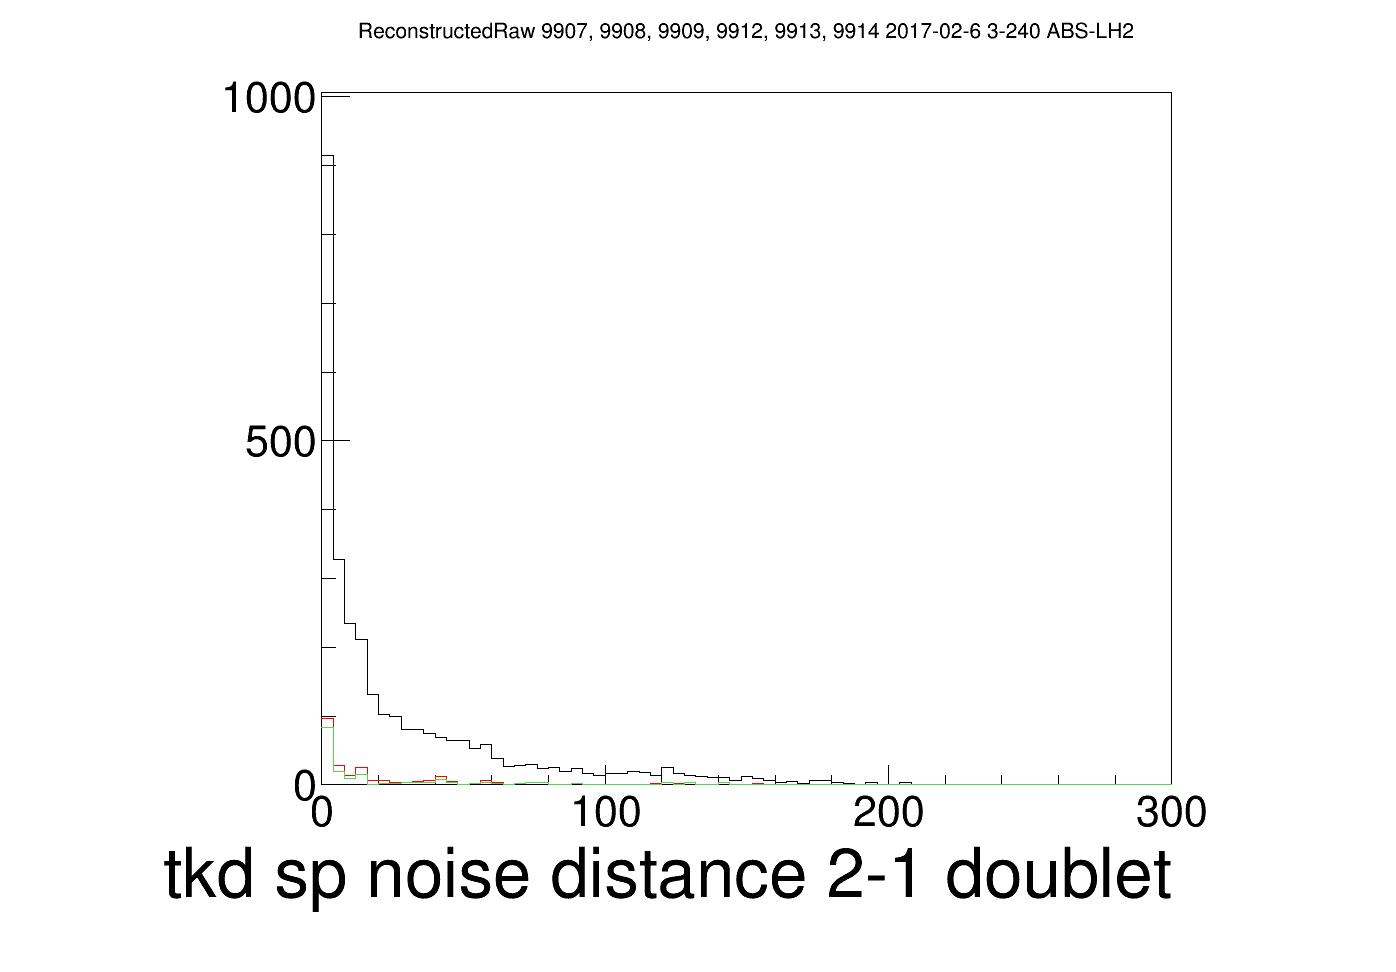 ReconstructedRaw 9907, 9908, 9909, 9912, 9913, 9914 2017-02-6 3-240 ABS-LH2
1000
500
0
0 100 200 300
tkd sp noise distance 2-1 doublet